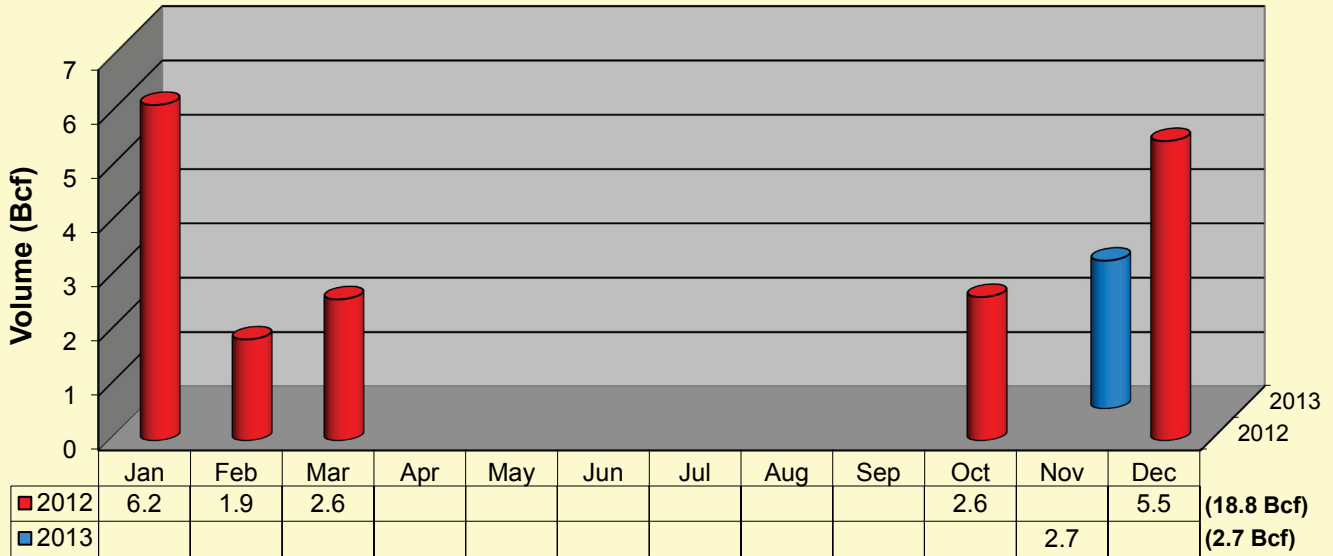 Volume (Bcf)
7
6
5
4
3
2
1
0
2013
2012
Jan Feb Mar Apr May Jun Jul Aug Sep Oct Nov Dec
2012 6.2 1.9 2.6 2.6 5.5 (18.8 Bcf)
2013 2.7 (2.7 Bcf)